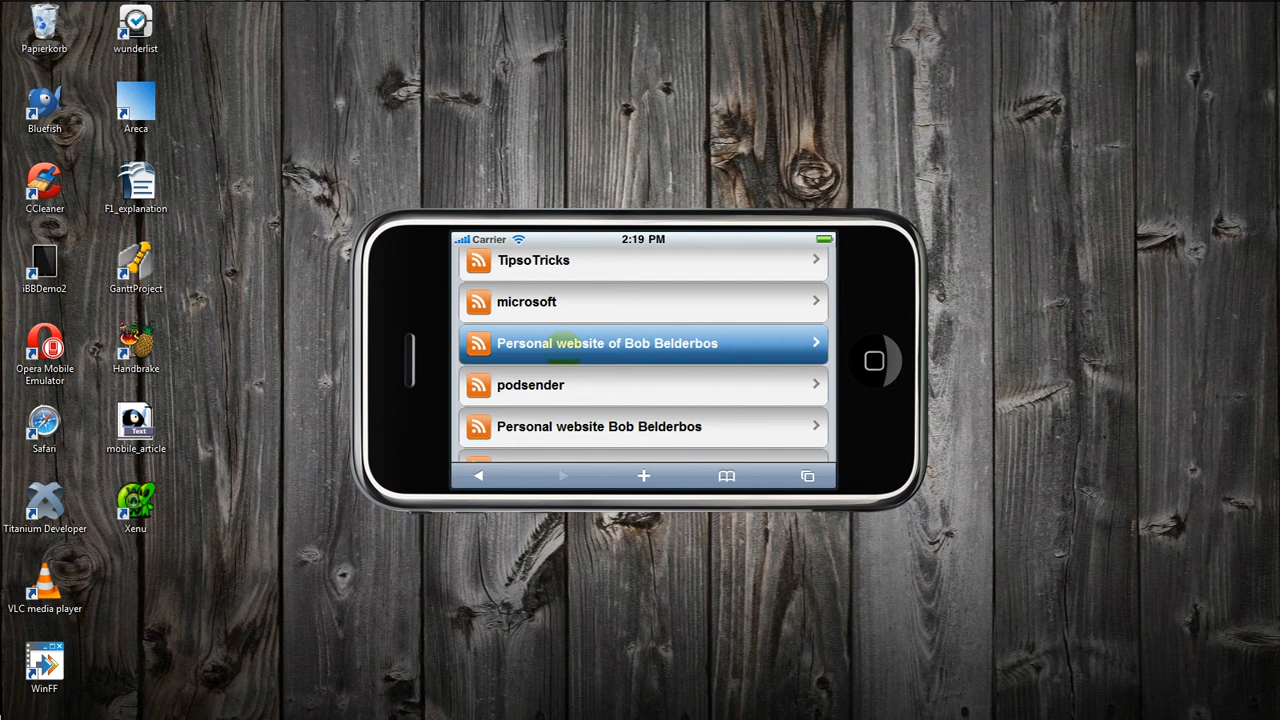 Papierkorb
wunderlist
Bluefish
Areca
CCleaner
F1_explanation
iBBDemo2
GanttProject
Opera Mobile
Emulator
Handbrake
Safari
Text
mobile_article
Titanium Developer
Xenu
VLC media player
WinFF
Carrier
2:19 PM
TipsoTricks
microsoft
Personal website of Bob Belderbos
podsender
Personal website Bob Belderbos